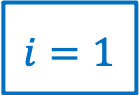 i = 1